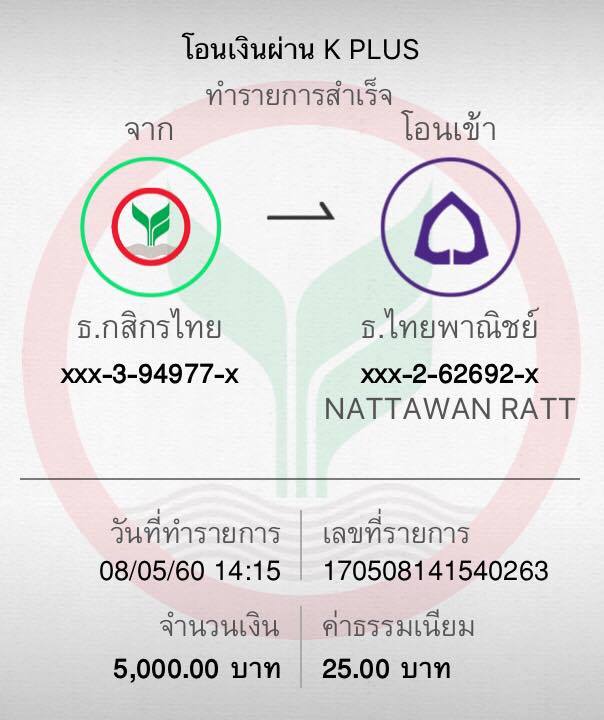 โอนเงินผ่าน K PLUS
ทำรายการสำเร็จ
จาก
โอนเข้า
ธ.กสิกรไทย
ธ.ไทยพาณิชย์
xxx-3-94977-x
xxx-2-62692-x
NATTAWAN RATT
วันที่ทำรายการ
เลขที่รายการ
08/05/60 14:15
170508141540263
จำนวนเงิน
ค่าธรรมเนียม
5,000.00 บาท
25.00 บาท